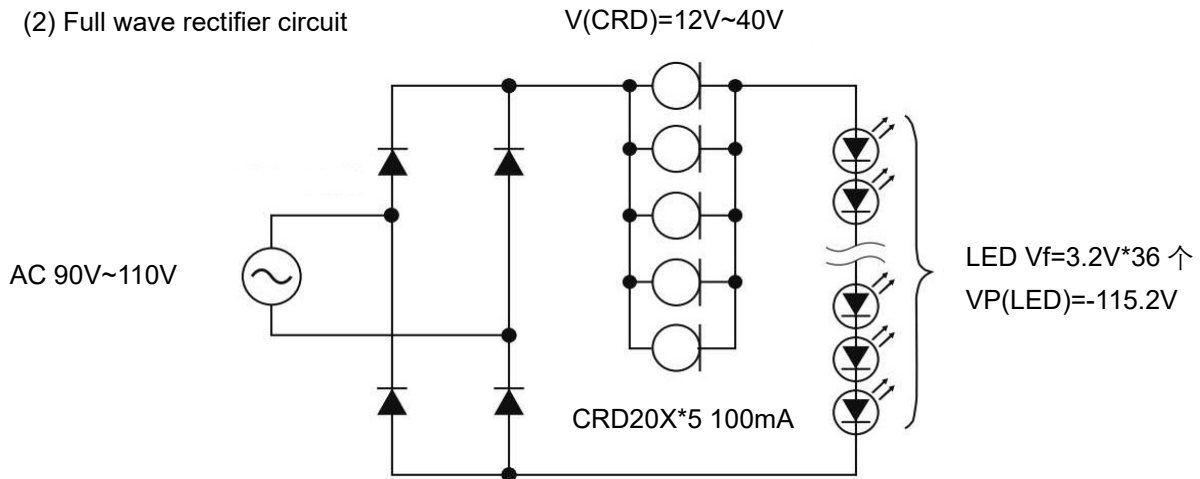 (2) Full wave rectifier circuit
V(CRD)=12V~40V
AC 90V~110V
LED Vf=3.2V*36 个
VP(LED)=-115.2V
CRD20X*5 100mA